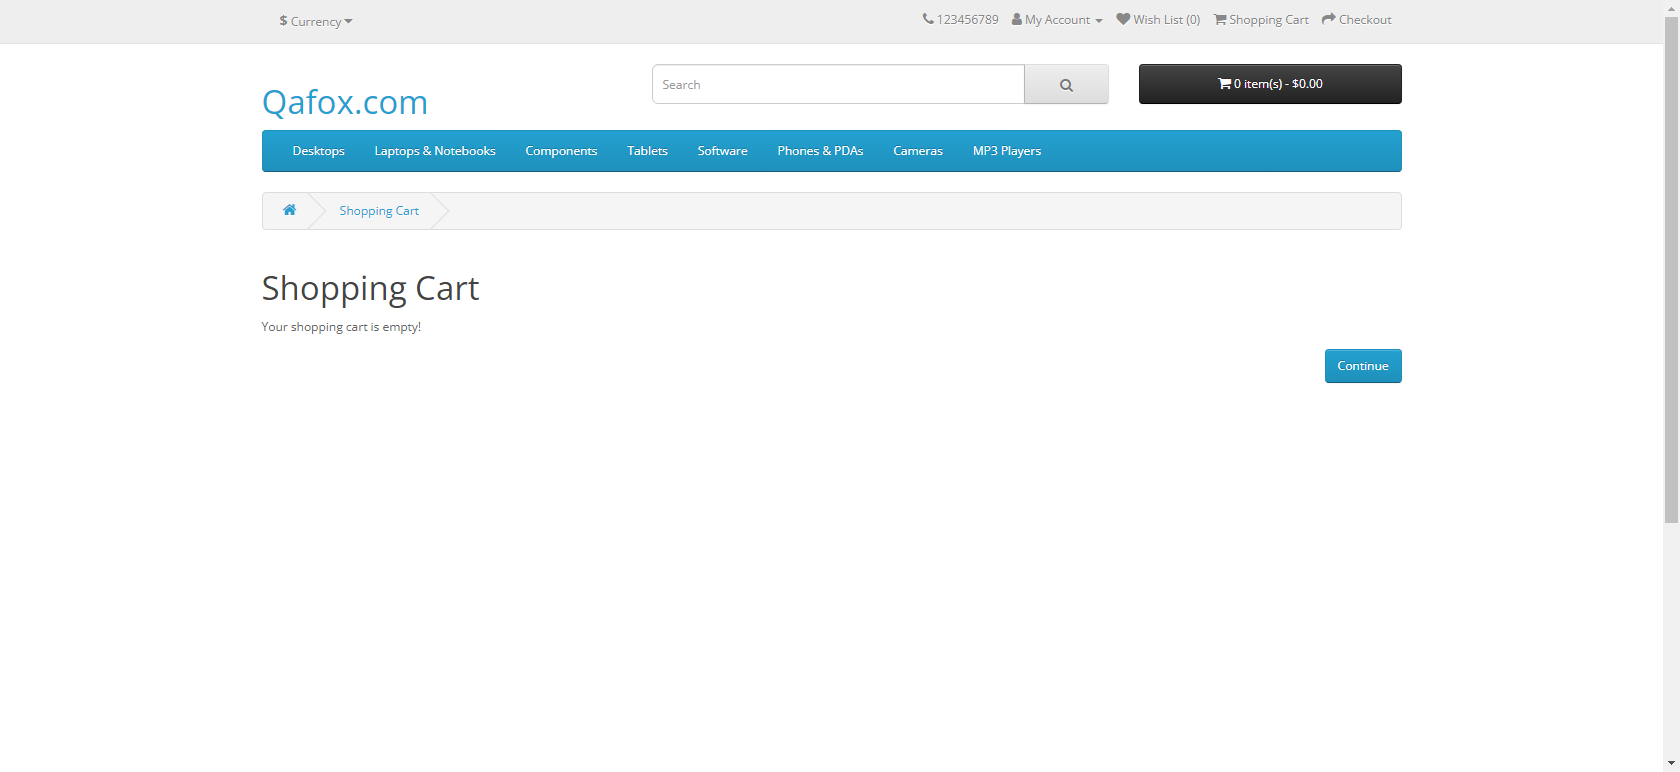 $ Currency
123456789 My Account Wish List (0) Shopping Cart Checkout
Qafox.com
Search
0 item(s) - $0.00
Desktops Laptops & Notebooks Components Tablets Software Phones & PDAs Cameras MP3 Players
Shopping Cart
Shopping Cart
Your shopping cart is empty!
Continue